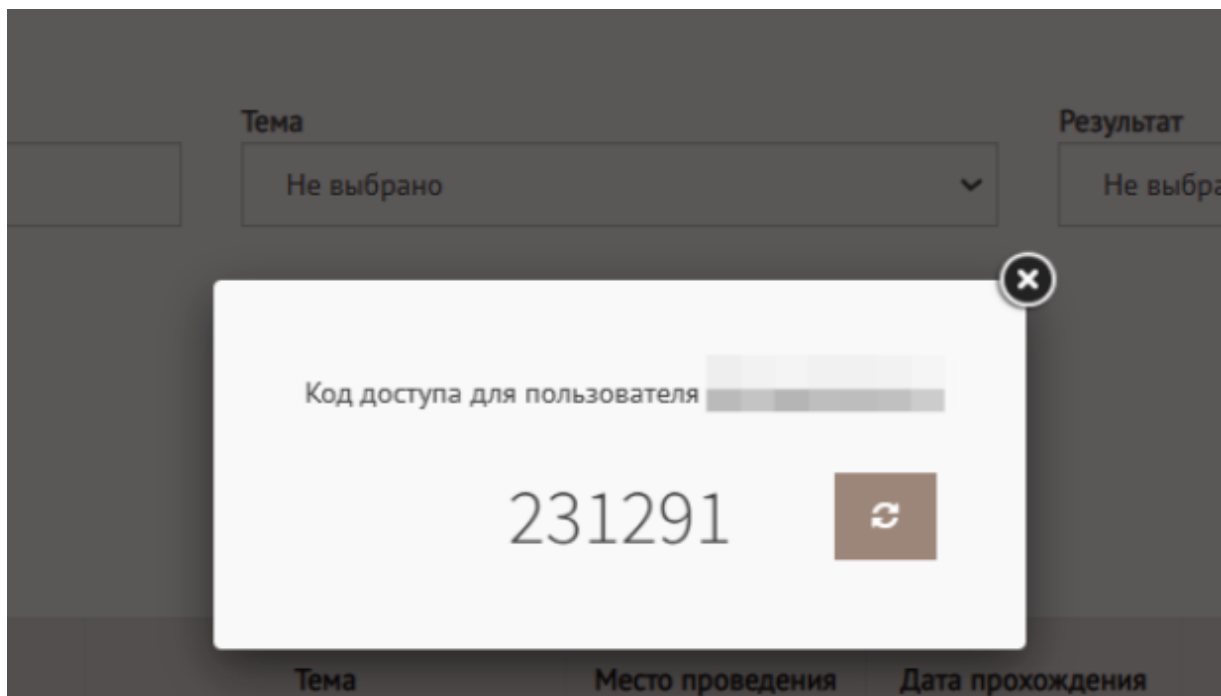 Тема
Результат
Не выбрано
Не выбра
Код доступа для пользователя
231291
Тема
Место проведения
Дата прохождения